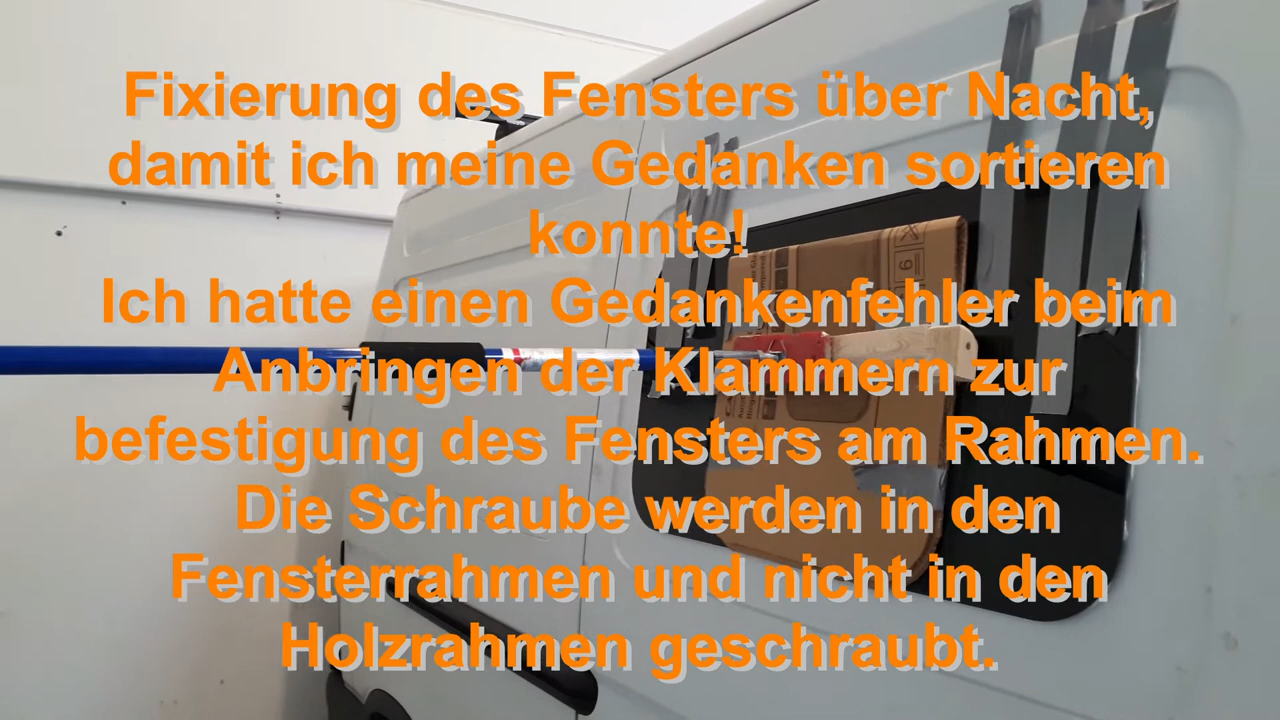 Fixierung des Fensters über Nacht,
damit ich meine Gedanken sortieren
konnte!
Ich hatte einen Gedankenfehler beim
Anbringen der Klammern zur
befestigung des Fensters am Rahmen.
Die Schraube werden in den
Fensterrahmen und nicht in den
Holzrahmen geschraubt.